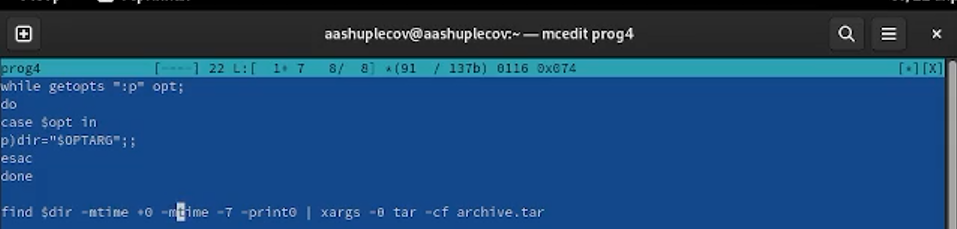 aashuplecov@aashuplecov:~ — mcedit prog4
prog4 [----] 22 L:[ 1+ 7 8/ 8] *(91 / 137b) 0116 0x074 [*][X]
while getopts ":p" opt;
do
case $opt in
p)dir="$OPTARG";;
esac
done
find $dir -mtime +0 -mtime -7 -print0 | xargs -0 tar -cf archive.tar